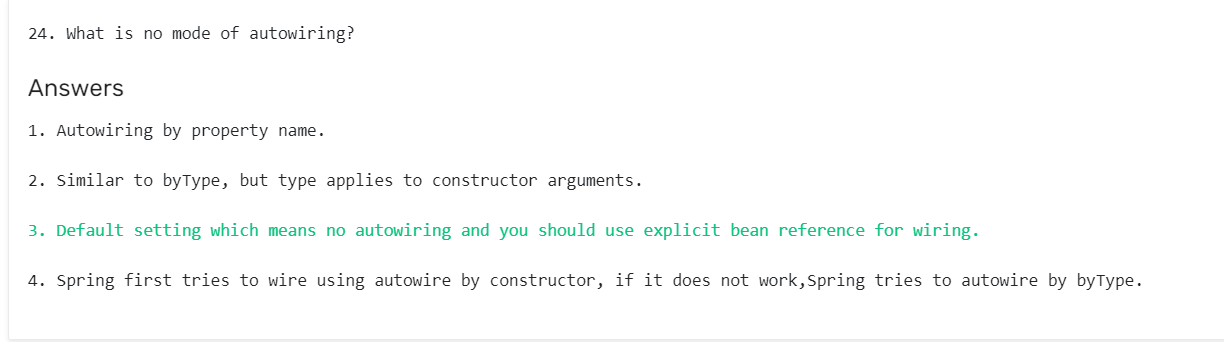 24. What is no mode of autowiring?
Answers
1. Autowiring by property name.
2. Similar to byType, but type applies to constructor arguments.
3. Default setting which means no autowiring and you should use explicit bean reference for wiring.
4. Spring first tries to wire using autowire by constructor, if it does not work,Spring tries to autowire by byType.